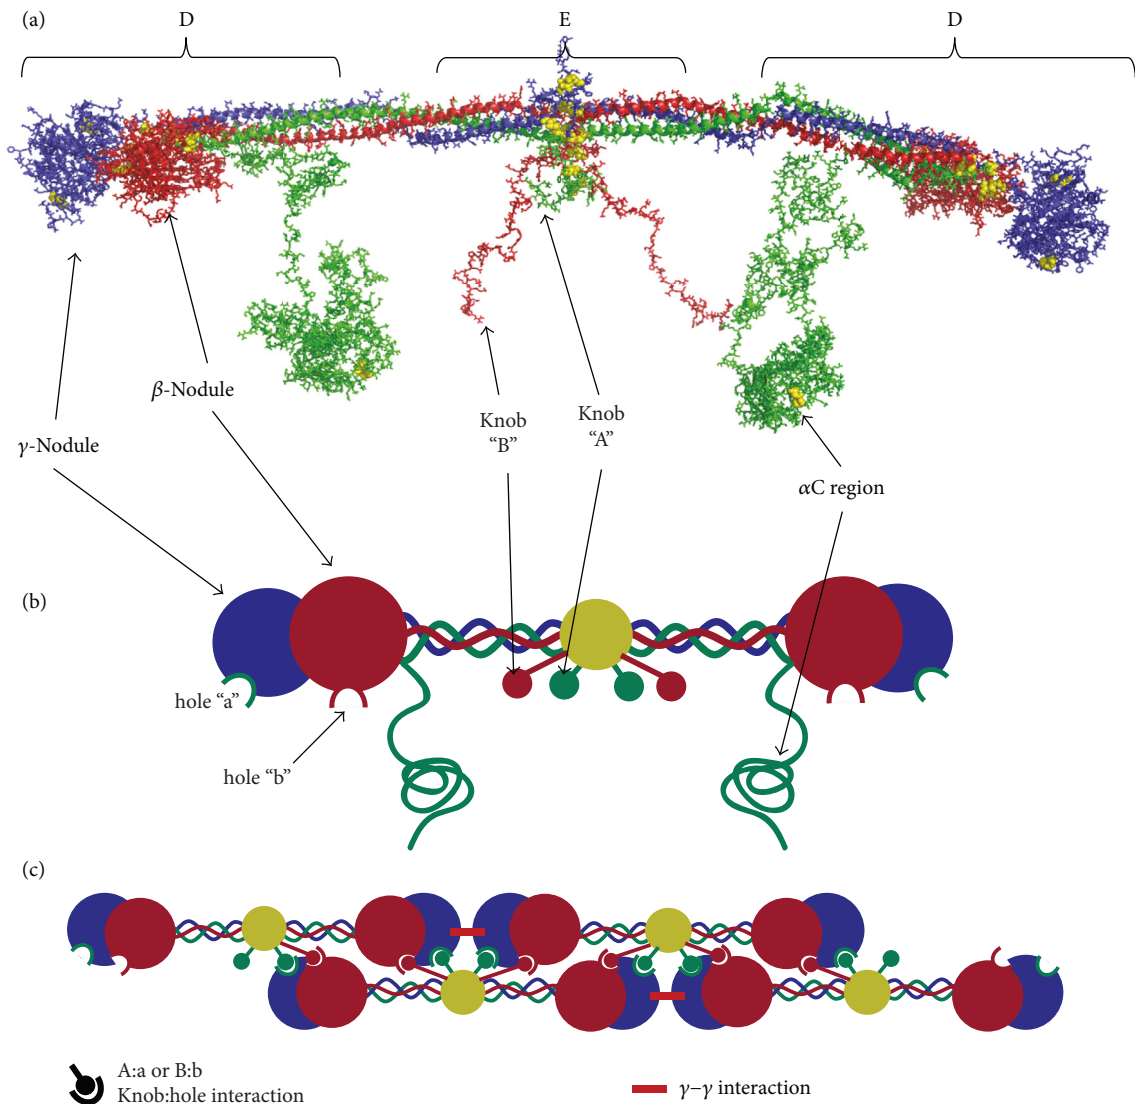 (a)
D
E
D
β-Nodule
γ-Nodule
Knob
“B”
Knob
“A”
αC region
(b)
hole “a”
hole “b”
(c)
A:a or B:b
Knob:hole interaction
γ–γ interaction